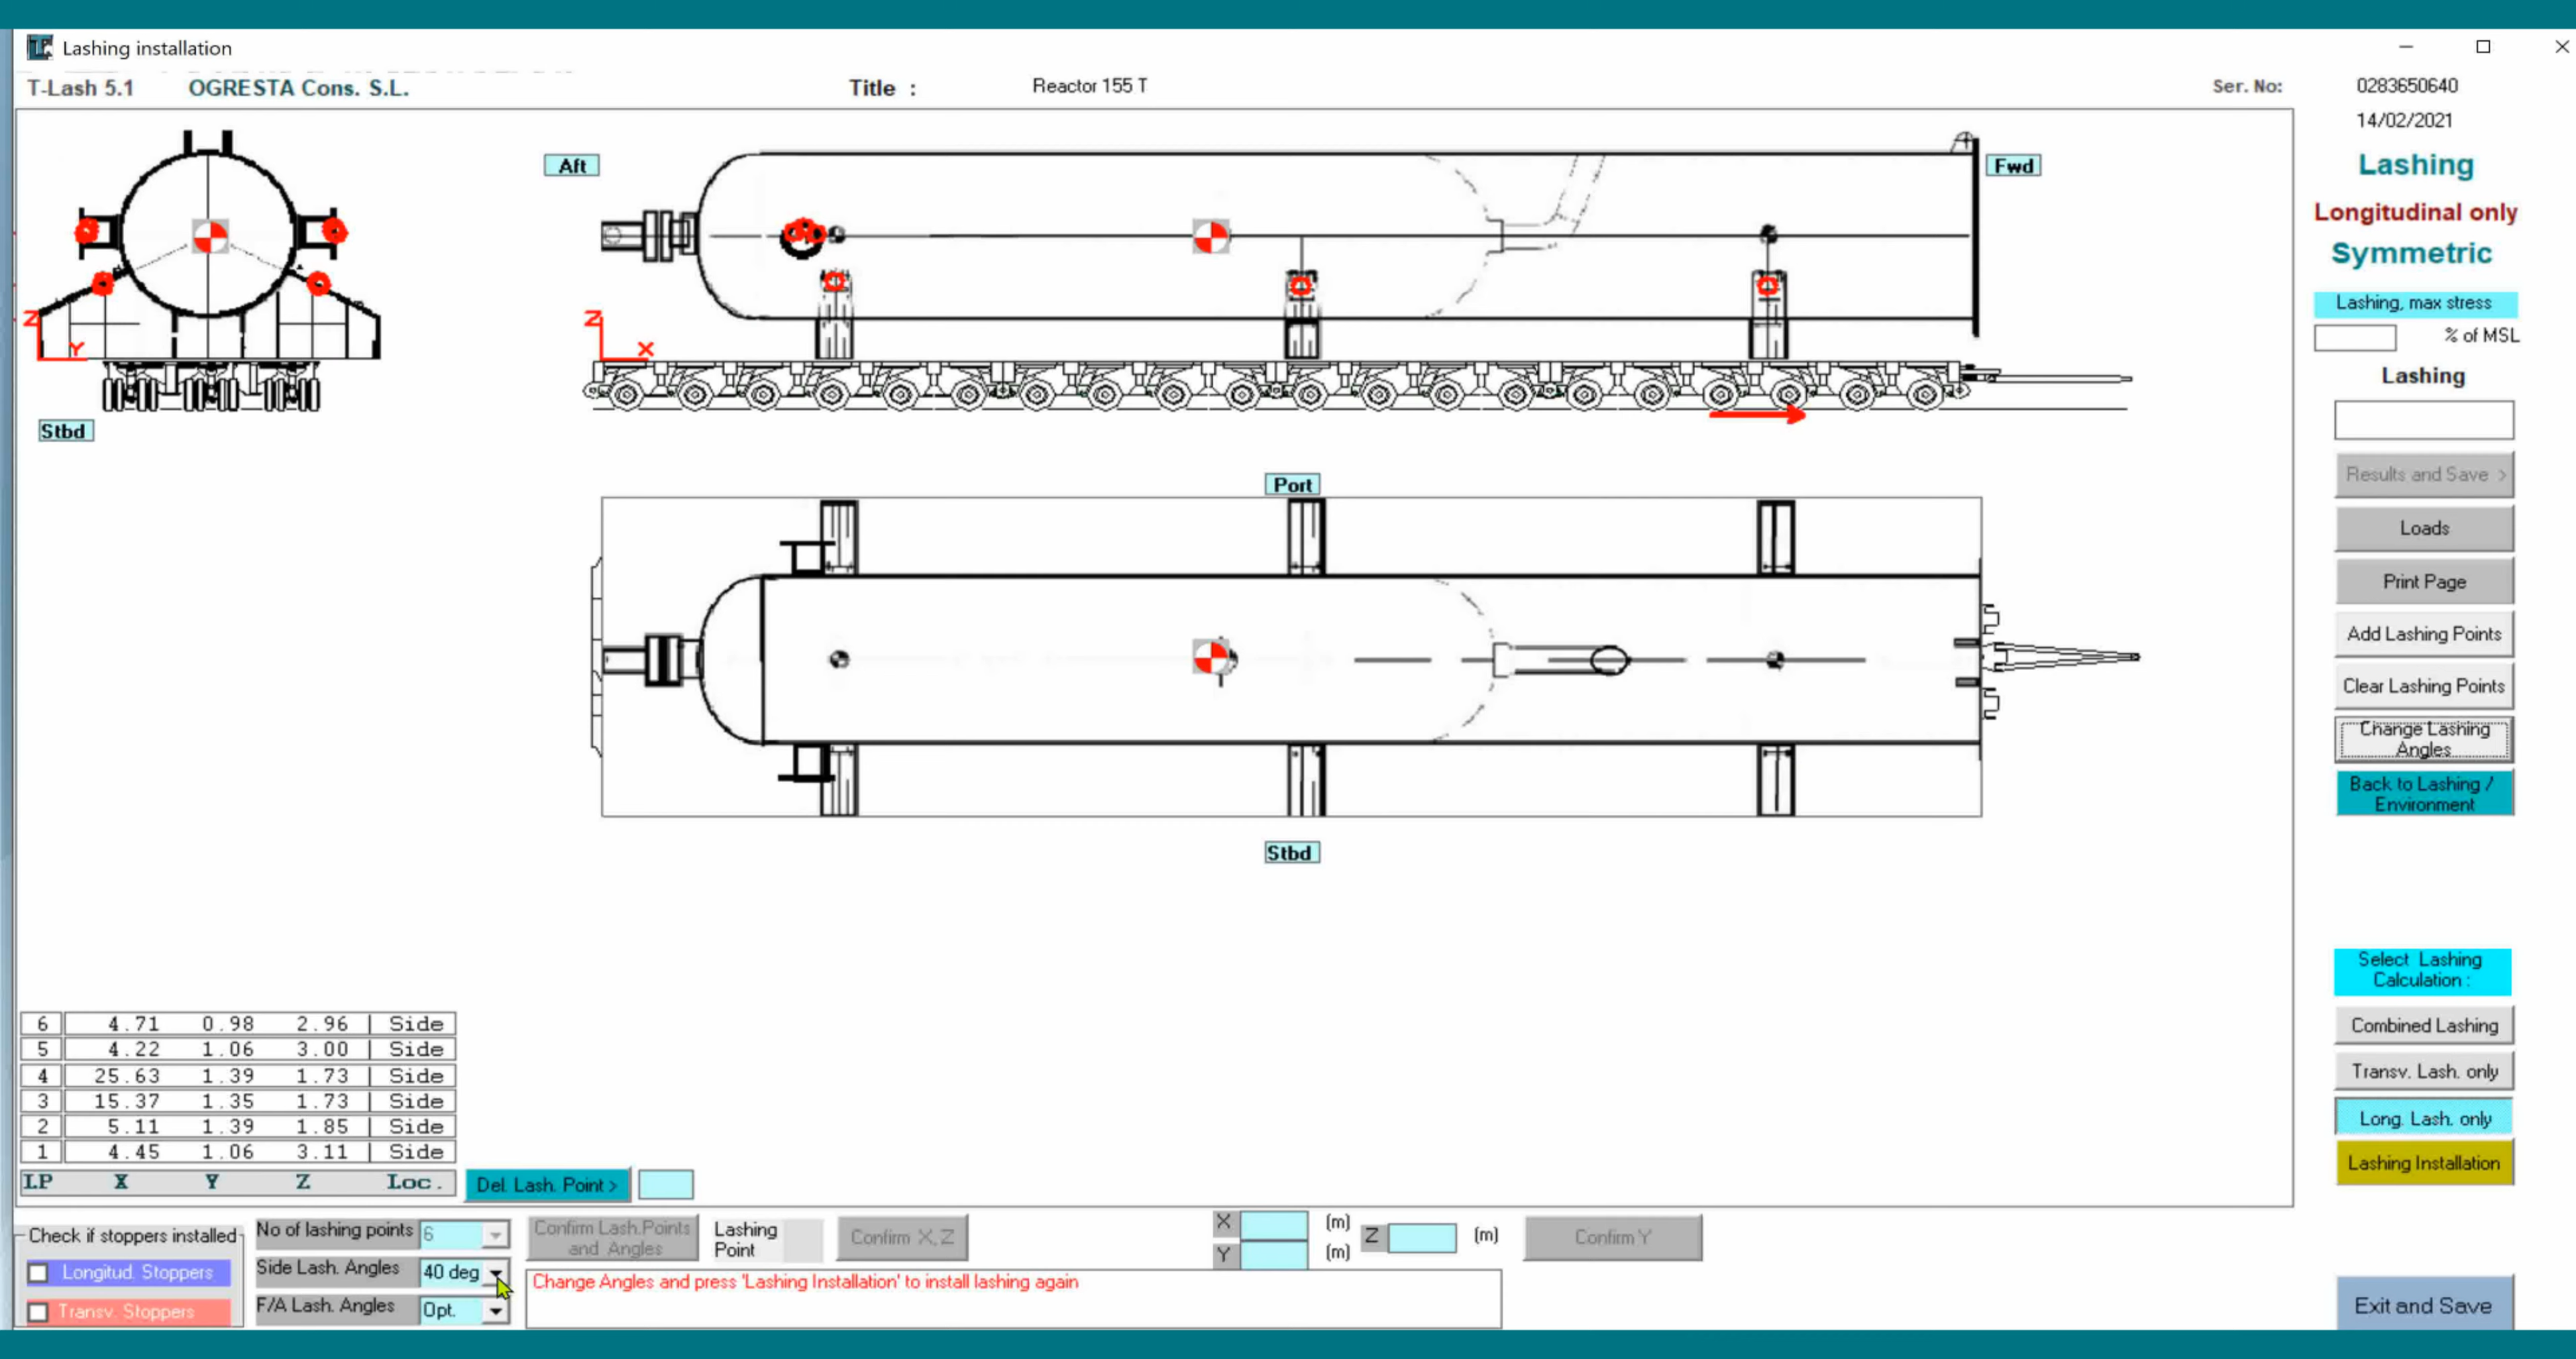 Lashing installation
T-Lash 5.1 OGRESTA Cons. S.L. Title : Reactor 155 T Ser. No: 0283650640
14/02/2021
Lashing
Longitudinal only
Symmetric
Lashing, max stress
% of MSL
Lashing
Results and Save >
Loads
Print Page
Add Lashing Points
Clear Lashing Points
Change Lashing
Angles
Back to Lashing /
Environment
Select Lashing
Calculation :
Combined Lashing
Transv. Lash. only
Long. Lash. only
Lashing Installation
Exit and Save
Aft
Fwd
Z
Y
Z
X
Stbd
Port
Stbd
6 4.71 0.98 2.96 | Side
5 4.22 1.06 3.00 | Side
4 25.63 1.39 1.73 | Side
3 15.37 1.35 1.73 | Side
2 5.11 1.39 1.85 | Side
1 4.45 1.06 3.11 | Side
LP X Y Z Loc.
Del. Lash. Point >
Check if stoppers installed
Longitud. Stoppers
Transv. Stoppers
No of lashing points 6
Side Lash. Angles 40 deg
F/A Lash. Angles Opt.
Confirm Lash.Points
and Angles
Lashing
Point
Confirm X, Z
X (m)
Y (m)
Z (m)
Confirm Y
Change Angles and press 'Lashing Installation' to install lashing again